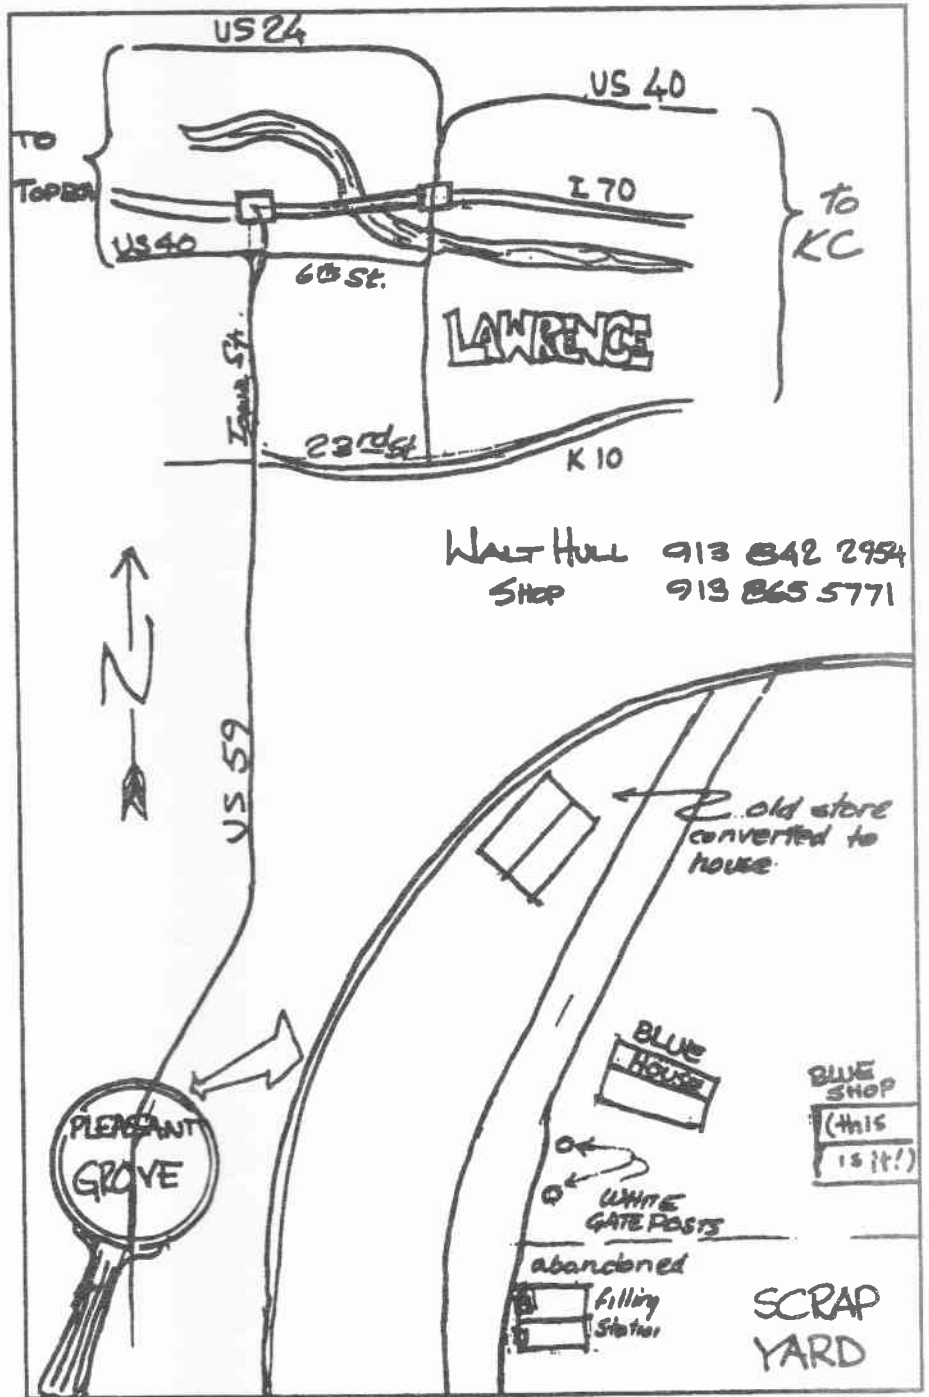 US 24
US 40
TO
TOPEKA
I 70
to
KC
US 40
6th St.
LAWRENCE
Iowa St.
23rd St
K 10
WALT HULL 913 842 2954
SHOP 913 865 5771
N
US 59
old store
converted to
house
BLUE
HOUSE
BLUE
SHOP
(this
is it!)
PLEASANT
GROVE
WHITE
GATE POSTS
abandoned
filling
station
SCRAP
YARD